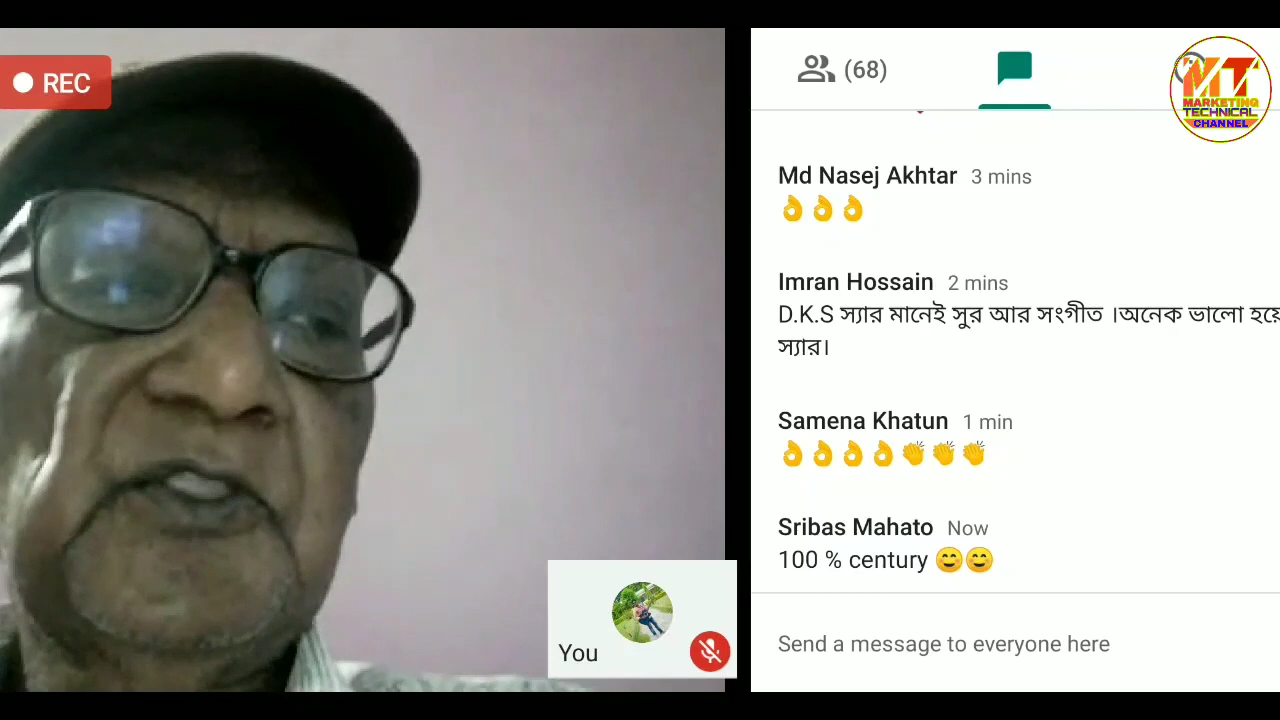 REC
(68)
MT
MARKETING
TECHNICAL
CHANNEL
Md Nasej Akhtar 3 mins
👌👌👌
Imran Hossain 2 mins
D.K.S স্যার মানেই সুর আর সংগীত ।অনেক ভালো হয়ে
স্যার।
Samena Khatun 1 min
👌👌👌👌👏👏👏
Sribas Mahato Now
100 % century 😊😊
You
Send a message to everyone here